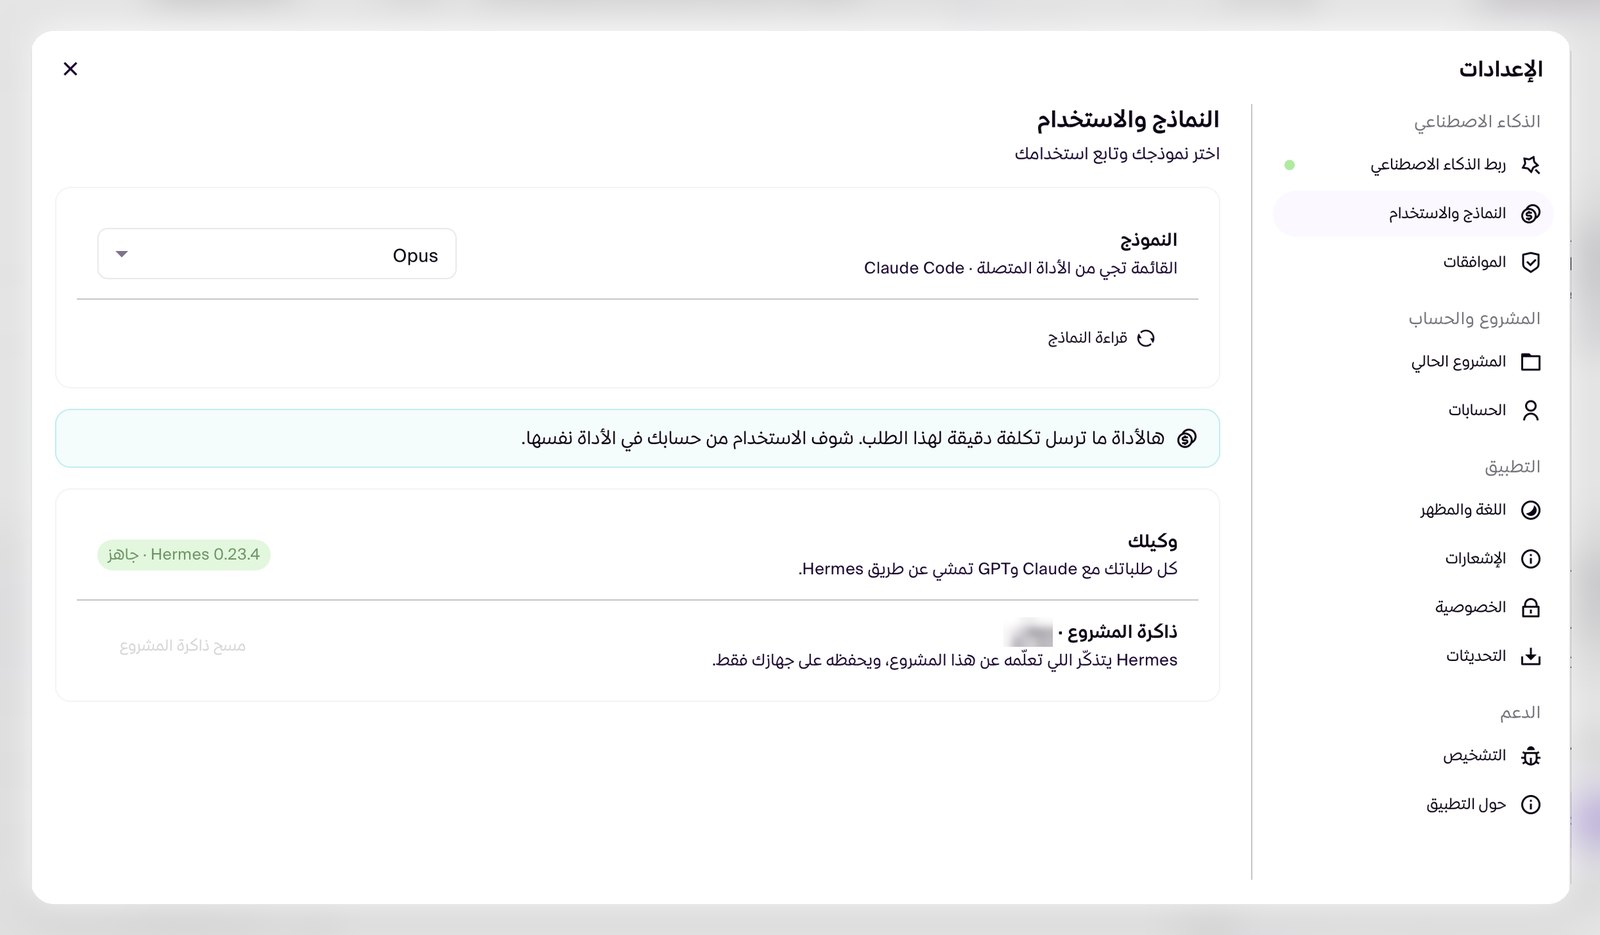 الإعدادات
الذكاء الاصطناعي
ربط الذكاء الاصطناعي
النماذج والاستخدام
الموافقات
المشروع والحساب
المشروع الحالي
الحسابات
التطبيق
اللغة والمظهر
الإشعارات
الخصوصية
التحديثات
الدعم
التشخيص
حول التطبيق
النماذج والاستخدام
اختر نموذجك وتابع استخدامك
النموذج
القائمة تجي من الأداة المتصلة · Claude Code
Opus
قراءة النماذج
هالأداة ما ترسل تكلفة دقيقة لهذا الطلب. شوف الاستخدام من حسابك في الأداة نفسها.
وكيلك
كل طلباتك مع Claude وGPT تمشي عن طريق Hermes.
Hermes 0.23.4 · جاهز
ذاكرة المشروع ·
Hermes يتذكّر اللي تعلّمه عن هذا المشروع، ويحفظه على جهازك فقط.
مسح ذاكرة المشروع